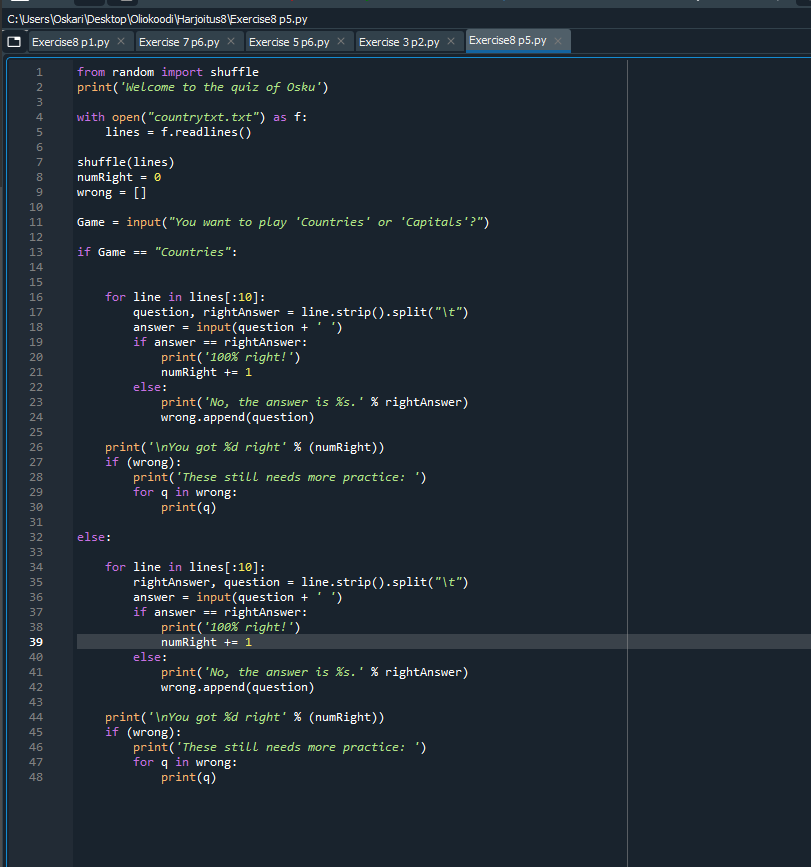 C:\Users\Oskari\Desktop\Oliokoodi\Harjoitus8\Exercise8 p5.py
Exercise8 p1.py × Exercise 7 p6.py × Exercise 5 p6.py × Exercise 3 p2.py × Exercise8 p5.py ×
1 from random import shuffle
2 print('Welcome to the quiz of Osku')
3
4 with open("countrytxt.txt") as f:
5     lines = f.readlines()
6
7 shuffle(lines)
8 numRight = 0
9 wrong = []
10
11 Game = input("You want to play 'Countries' or 'Capitals'?")
12
13 if Game == "Countries":
14
15
16     for line in lines[:10]:
17         question, rightAnswer = line.strip().split("\t")
18         answer = input(question + ' ')
19         if answer == rightAnswer:
20             print('100% right!')
21             numRight += 1
22         else:
23             print('No, the answer is %s.' % rightAnswer)
24             wrong.append(question)
25
26     print('\nYou got %d right' % (numRight))
27     if (wrong):
28         print('These still needs more practice: ')
29         for q in wrong:
30             print(q)
31
32 else:
33
34     for line in lines[:10]:
35         rightAnswer, question = line.strip().split("\t")
36         answer = input(question + ' ')
37         if answer == rightAnswer:
38             print('100% right!')
39             numRight += 1
40         else:
41             print('No, the answer is %s.' % rightAnswer)
42             wrong.append(question)
43
44     print('\nYou got %d right' % (numRight))
45     if (wrong):
46         print('These still needs more practice: ')
47         for q in wrong:
48             print(q)